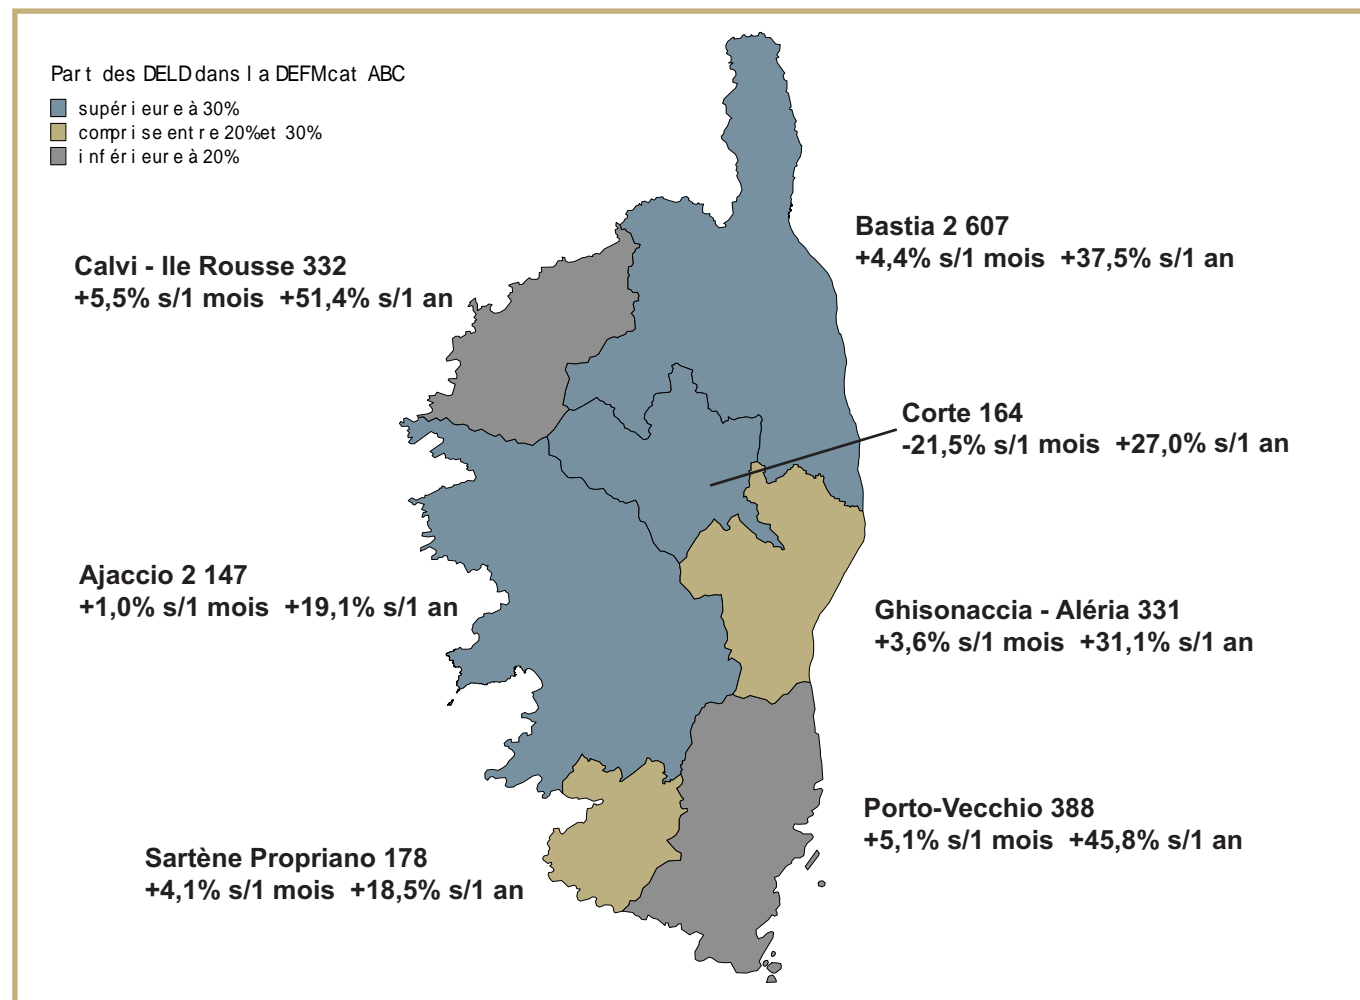 Part des DELD dans la DEFM cat ABC
supérieure à 30%
comprise entre 20% et 30%
inférieure à 20%
Bastia 2 607
+4,4% s/1 mois +37,5% s/1 an
Calvi - Ile Rousse 332
+5,5% s/1 mois +51,4% s/1 an
Corte 164
-21,5% s/1 mois +27,0% s/1 an
Ajaccio 2 147
+1,0% s/1 mois +19,1% s/1 an
Ghisonaccia - Aléria 331
+3,6% s/1 mois +31,1% s/1 an
Porto-Vecchio 388
+5,1% s/1 mois +45,8% s/1 an
Sartène Propriano 178
+4,1% s/1 mois +18,5% s/1 an